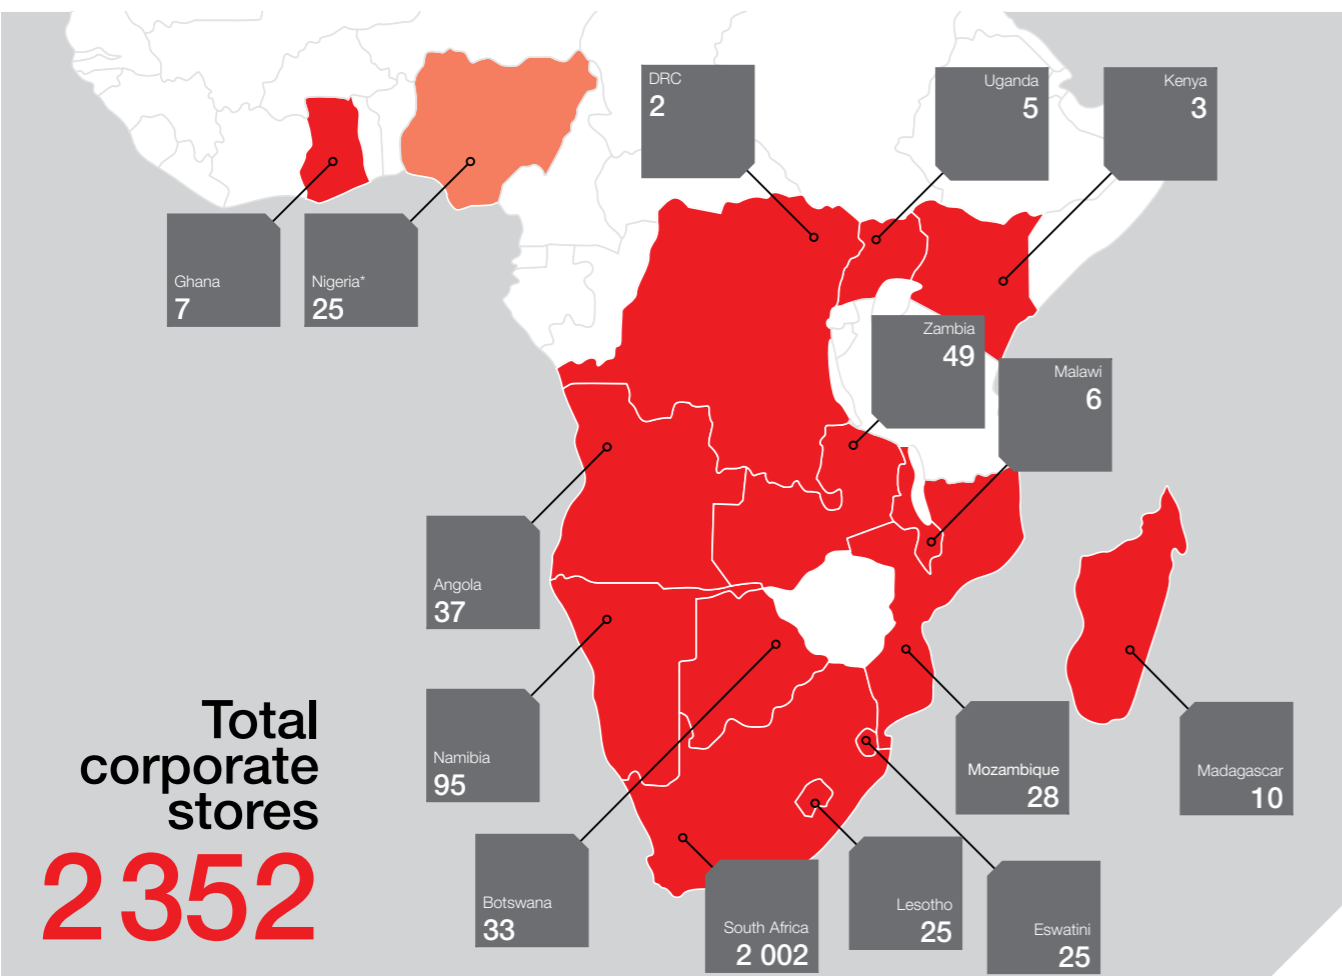 DRC
2
Uganda
5
Kenya
3
Ghana
7
Nigeria*
25
Zambia
49
Malawi
6
Angola
37
Namibia
95
Mozambique
28
Madagascar
10
Botswana
33
South Africa
2 002
Lesotho
25
Eswatini
25
Total
corporate
stores
2 352